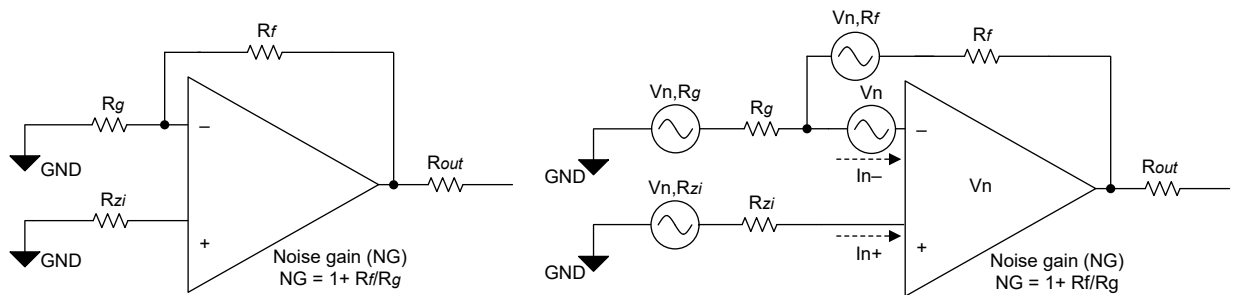 Rf
Rg
−
GND
Rout
Rzi
+
GND
Noise gain (NG)
NG = 1+ Rf/Rg
Vn,Rf
Rf
Vn,Rg
Rg
Vn
−
GND
In−
Vn
Rout
Vn,Rzi
Rzi
+
GND
In+
Noise gain (NG)
NG = 1+ Rf/Rg